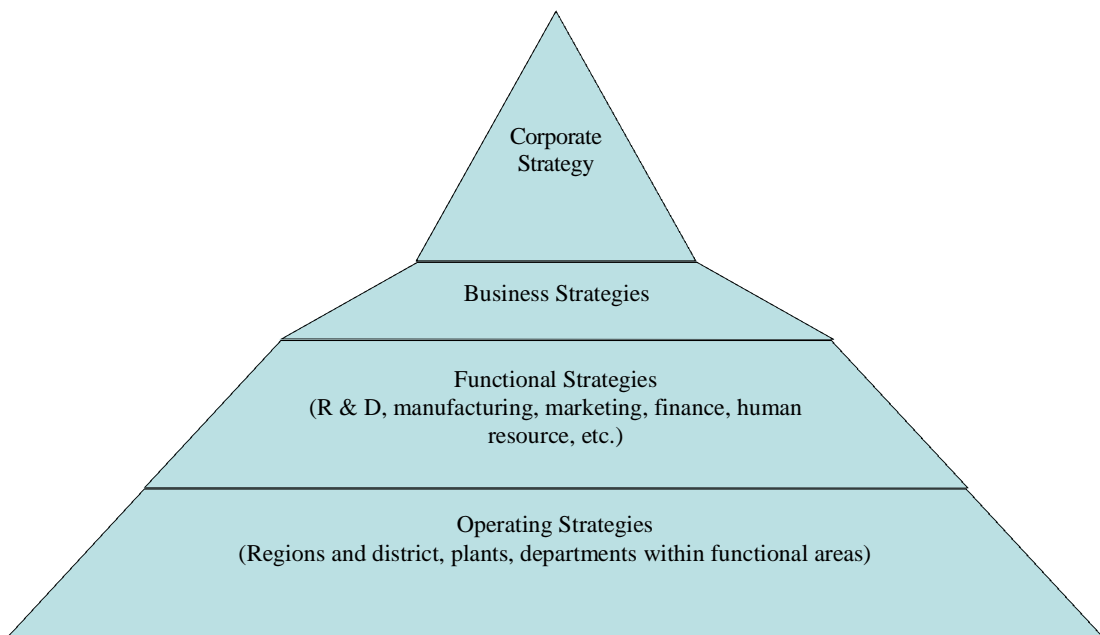 Corporate
Strategy
Business Strategies
Functional Strategies
(R & D, manufacturing, marketing, finance, human
resource, etc.)
Operating Strategies
(Regions and district, plants, departments within functional areas)